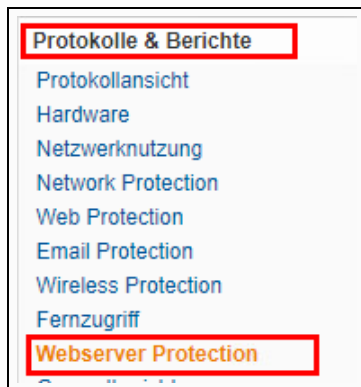 Protokolle & Berichte
Protokollansicht
Hardware
Netzwerknutzung
Network Protection
Web Protection
Email Protection
Wireless Protection
Fernzugriff
Webserver Protection